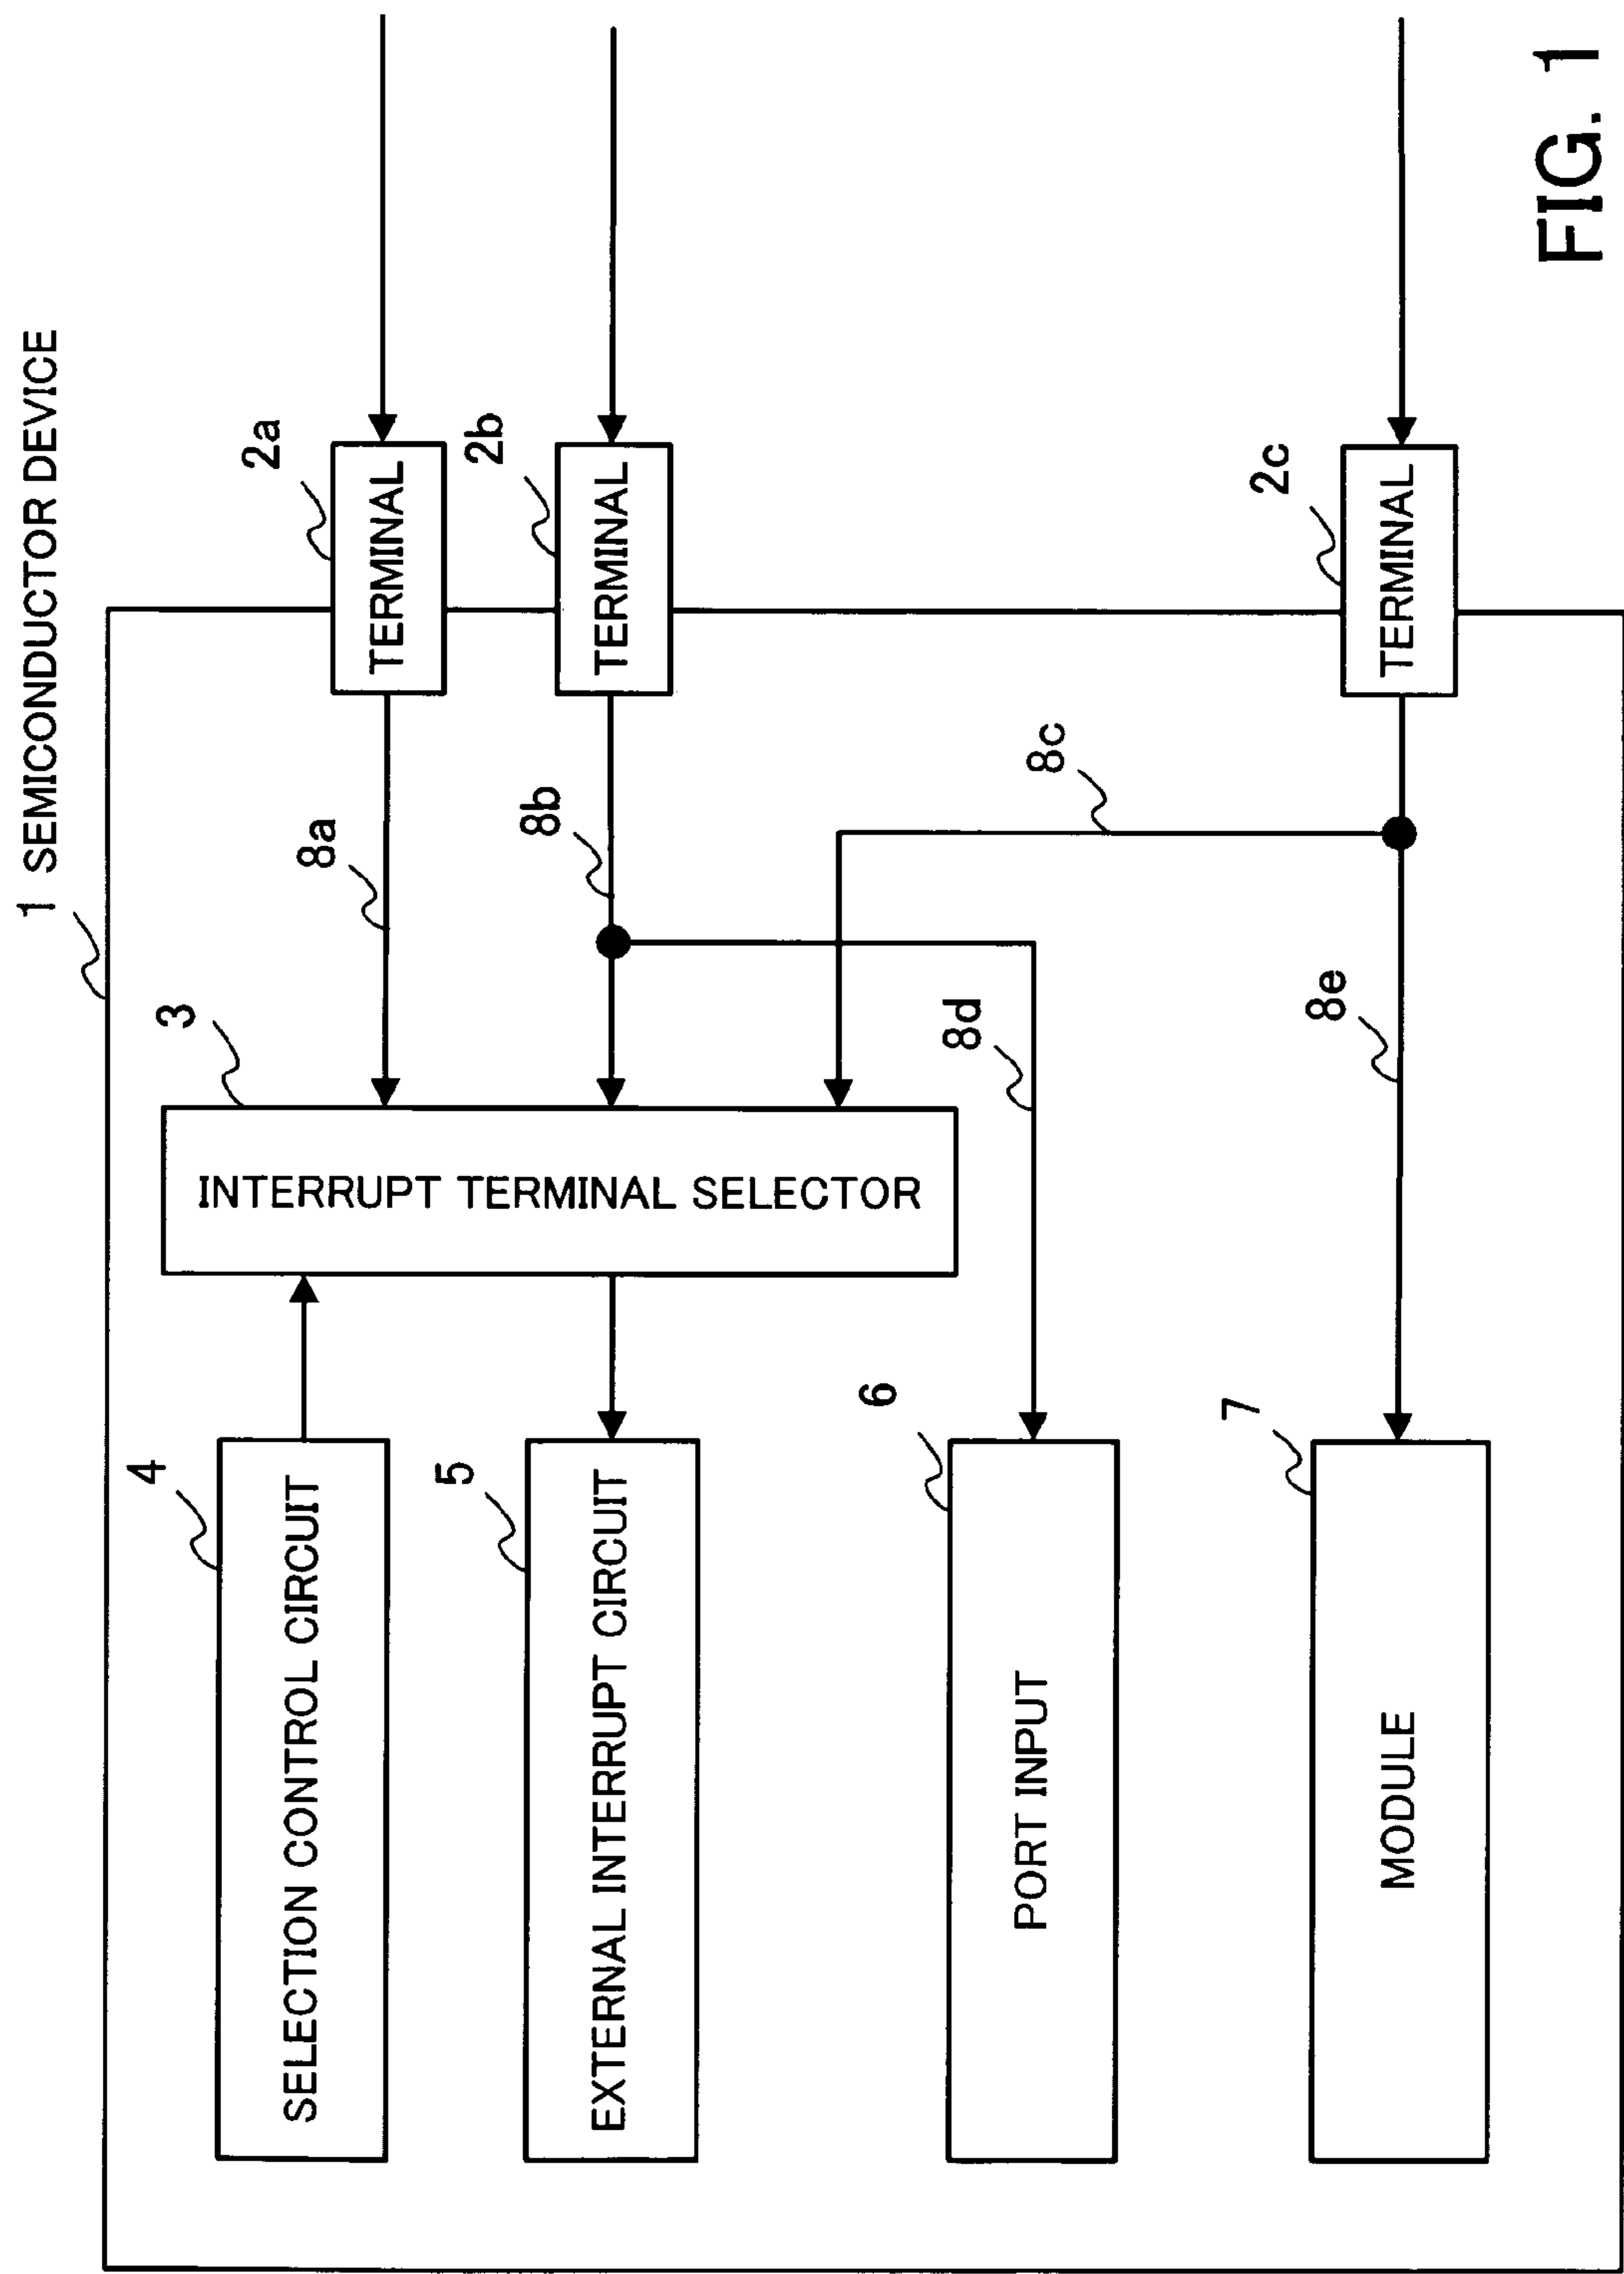 1 SEMICONDUCTOR DEVICE
4
SELECTION CONTROL CIRCUIT
3
INTERRUPT TERMINAL SELECTOR
8a
2a
TERMINAL
5
EXTERNAL INTERRUPT CIRCUIT
8b
2b
TERMINAL
6
PORT INPUT
8d
8c
7
MODULE
8e
2c
TERMINAL
FIG. 1